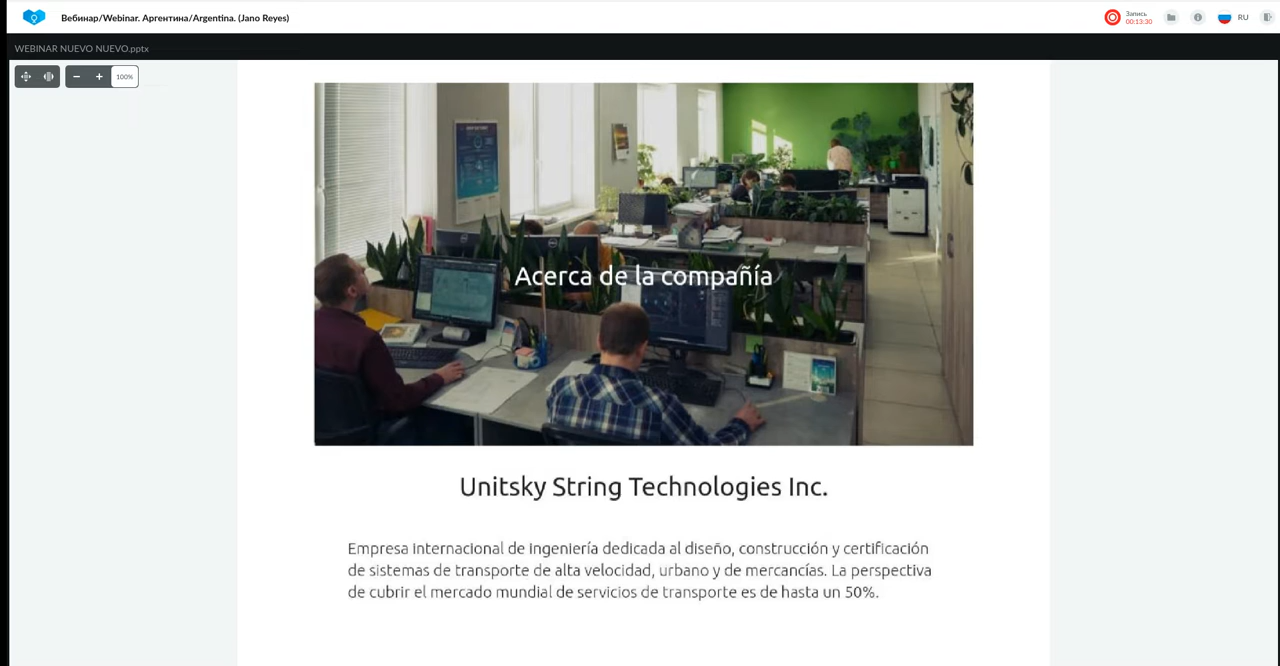 Вебинар/Webinar. Аргентина/Argentina. (Jano Reyes)
Запись
00:13:30
RU
WEBINAR NUEVO NUEVO.pptx
100%
Acerca de la compañía
Unitsky String Technologies Inc.
Empresa internacional de ingeniería dedicada al diseño, construcción y certificación
de sistemas de transporte de alta velocidad, urbano y de mercancías. La perspectiva
de cubrir el mercado mundial de servicios de transporte es de hasta un 50%.